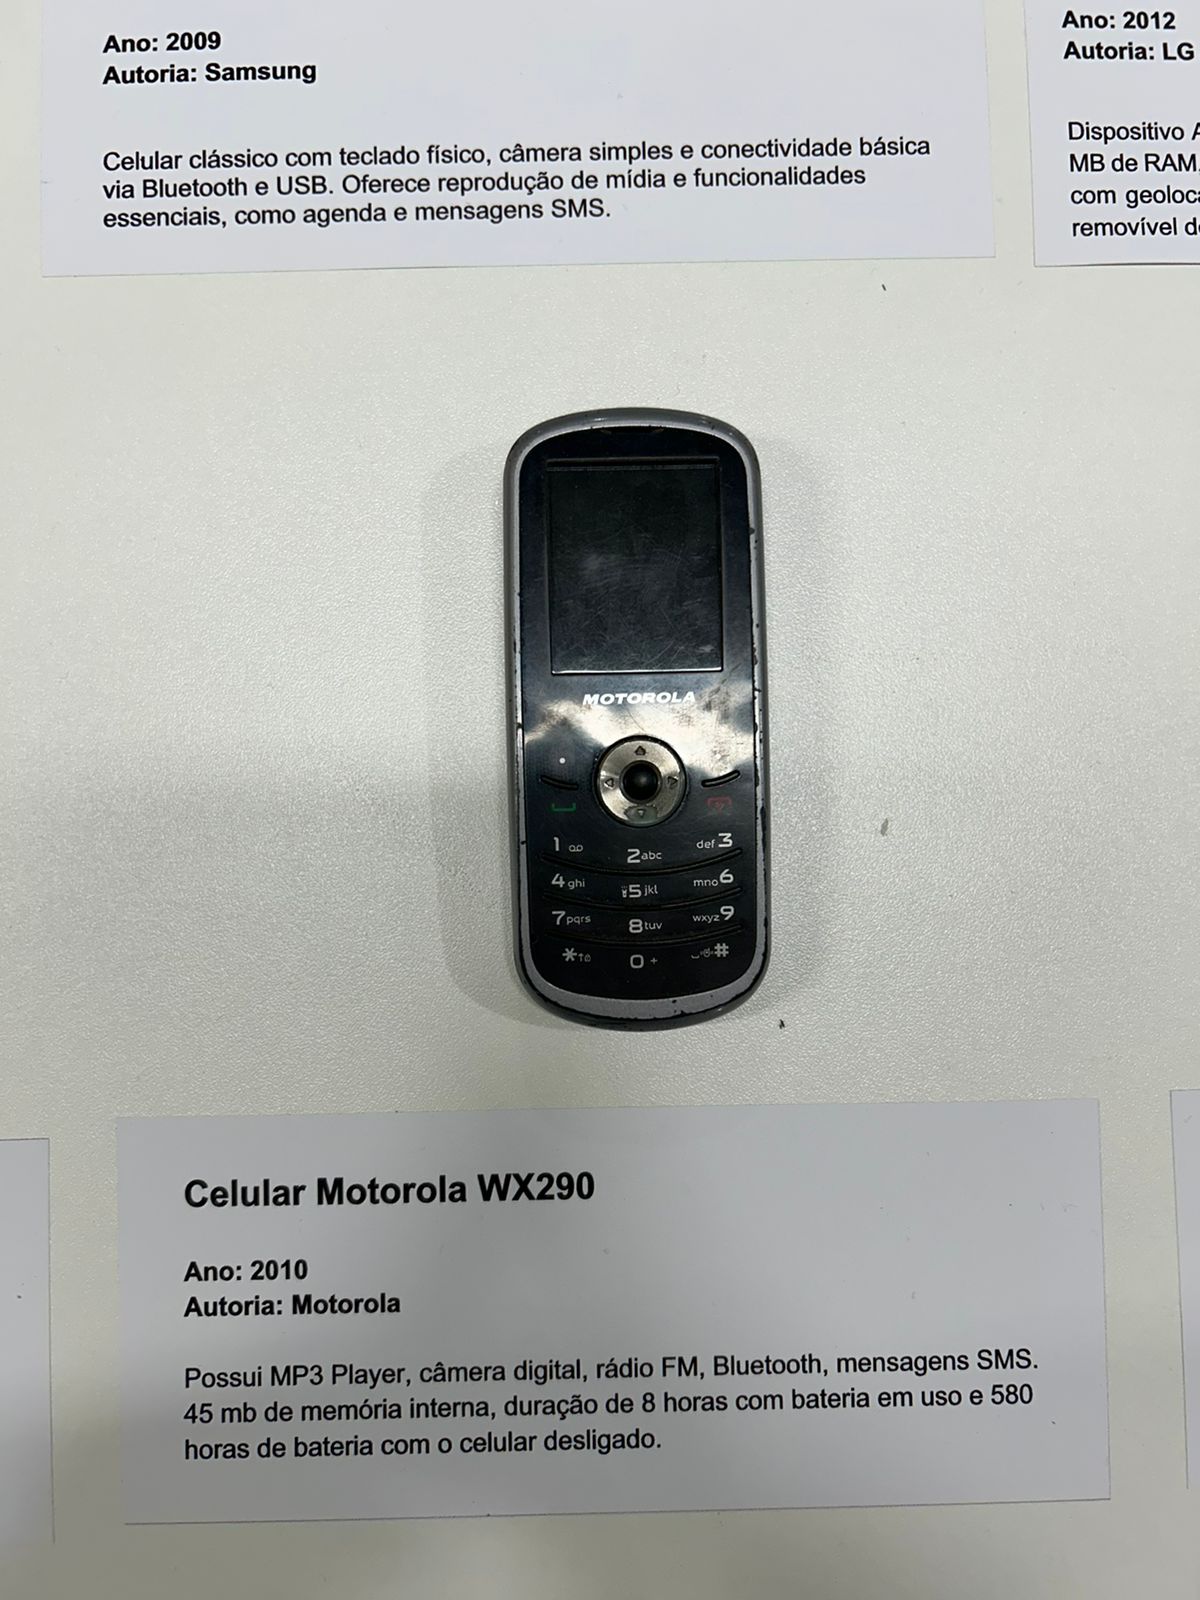 Ano: 2009
Autoria: Samsung
Celular clássico com teclado físico, câmera simples e conectividade básica
via Bluetooth e USB. Oferece reprodução de mídia e funcionalidades
essenciais, como agenda e mensagens SMS.
Ano: 2012
Autoria: LG
Dispositivo
MB de RAM.
com
removível
MOTOROLA
1
2abc
def3
4ghi
5jkl
mno6
7pqrs
8tuv
wxyz9
*
0+
#
Celular Motorola WX290
Ano: 2010
Autoria: Motorola
Possui MP3 Player, câmera digital, rádio FM, Bluetooth, mensagens SMS.
45 mb de memória interna, duração de 8 horas com bateria em uso e 580
horas de bateria com o celular desligado.